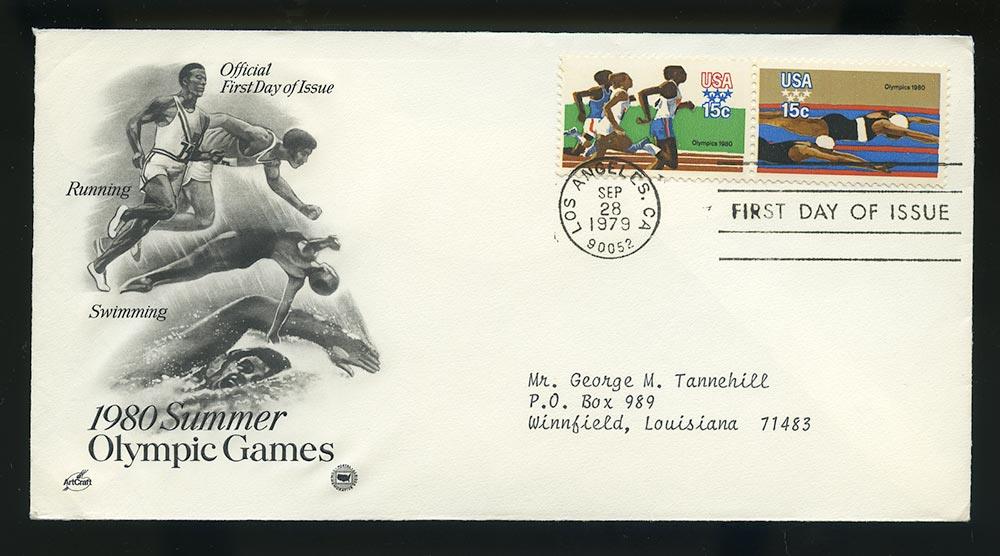 Official
First Day of Issue
Running
Swimming
1980 Summer
Olympic Games
ArtCraft
USA
15c
Olympics 1980
USA
15c
Olympics 1980
LOS ANGELES, CA
SEP
28
1979
90052
FIRST DAY OF ISSUE
Mr. George M. Tannehill
P.O. Box 989
Winnfield, Louisiana 71483